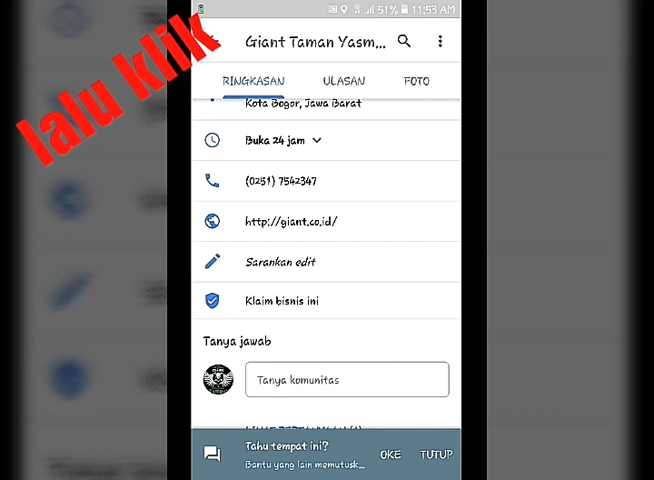 lalu klik
51% 11:53 AM
Giant Taman Yasm...
RINGKASAN ULASAN FOTO
Kota Bogor, Jawa Barat
Buka 24 jam
(0251) 7542347
http://giant.co.id/
Sarankan edit
Klaim bisnis ini
Tanya jawab
Tanya komunitas
Tahu tempat ini?
Bantu yang lain memutusk...
OKE TUTUP